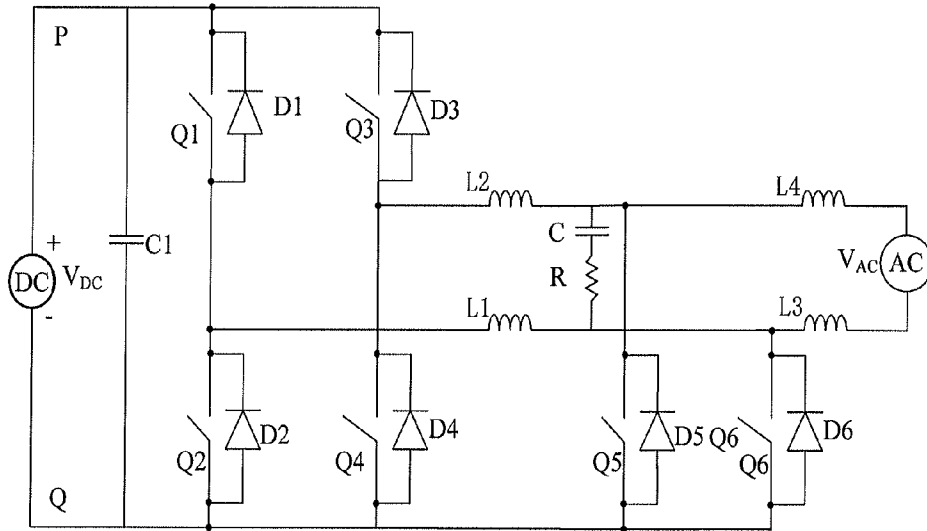 P
D1
D3
Q1
Q3
L2
L4
+
C1
C
DC
V_DC
R
V_AC
AC
-
L1
L3
D2
D4
D5
Q6
D6
Q2
Q4
Q5
Q6
Q